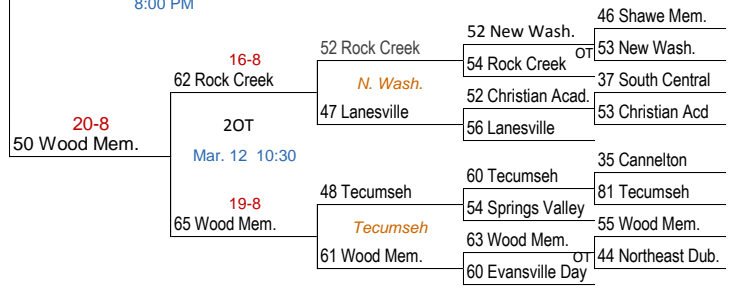 8:00 PM
46 Shawe Mem.
52 New Wash.
OT
53 New Wash.
52 Rock Creek
16-8
54 Rock Creek
62 Rock Creek
N. Wash.
37 South Central
52 Christian Acad.
47 Lanesville
53 Christian Acd
56 Lanesville
20-8
2OT
50 Wood Mem.
Mar. 12 10:30
35 Cannelton
60 Tecumseh
48 Tecumseh
81 Tecumseh
19-8
54 Springs Valley
65 Wood Mem.
Tecumseh
55 Wood Mem.
63 Wood Mem.
61 Wood Mem.
OT
44 Northeast Dub.
60 Evansville Day